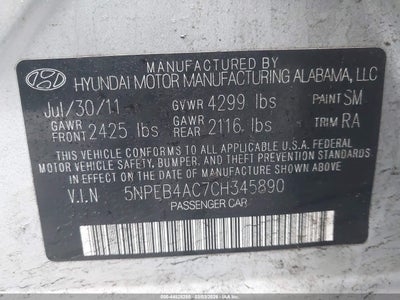 MFD BY
HYUNDAI MOTOR MANUFACTURING ALABAMA, LLC
Jul/30/11 GVWR 4299 lbs PAINT SM
GAWR FRONT 2425 lbs GAWR REAR 2116 lbs TRIM RA
THIS VEHICLE CONFORMS TO ALL APPLICABLE U.S.A. FEDERAL
MOTOR VEHICLE SAFETY, BUMPER, AND THEFT PREVENTION
STANDARDS IN EFFECT ON THE DATE OF MANUFACTURE SHOWN ABOVE.
V.I.N 5NPEB4AC7CH345890
PASSENGER CAR